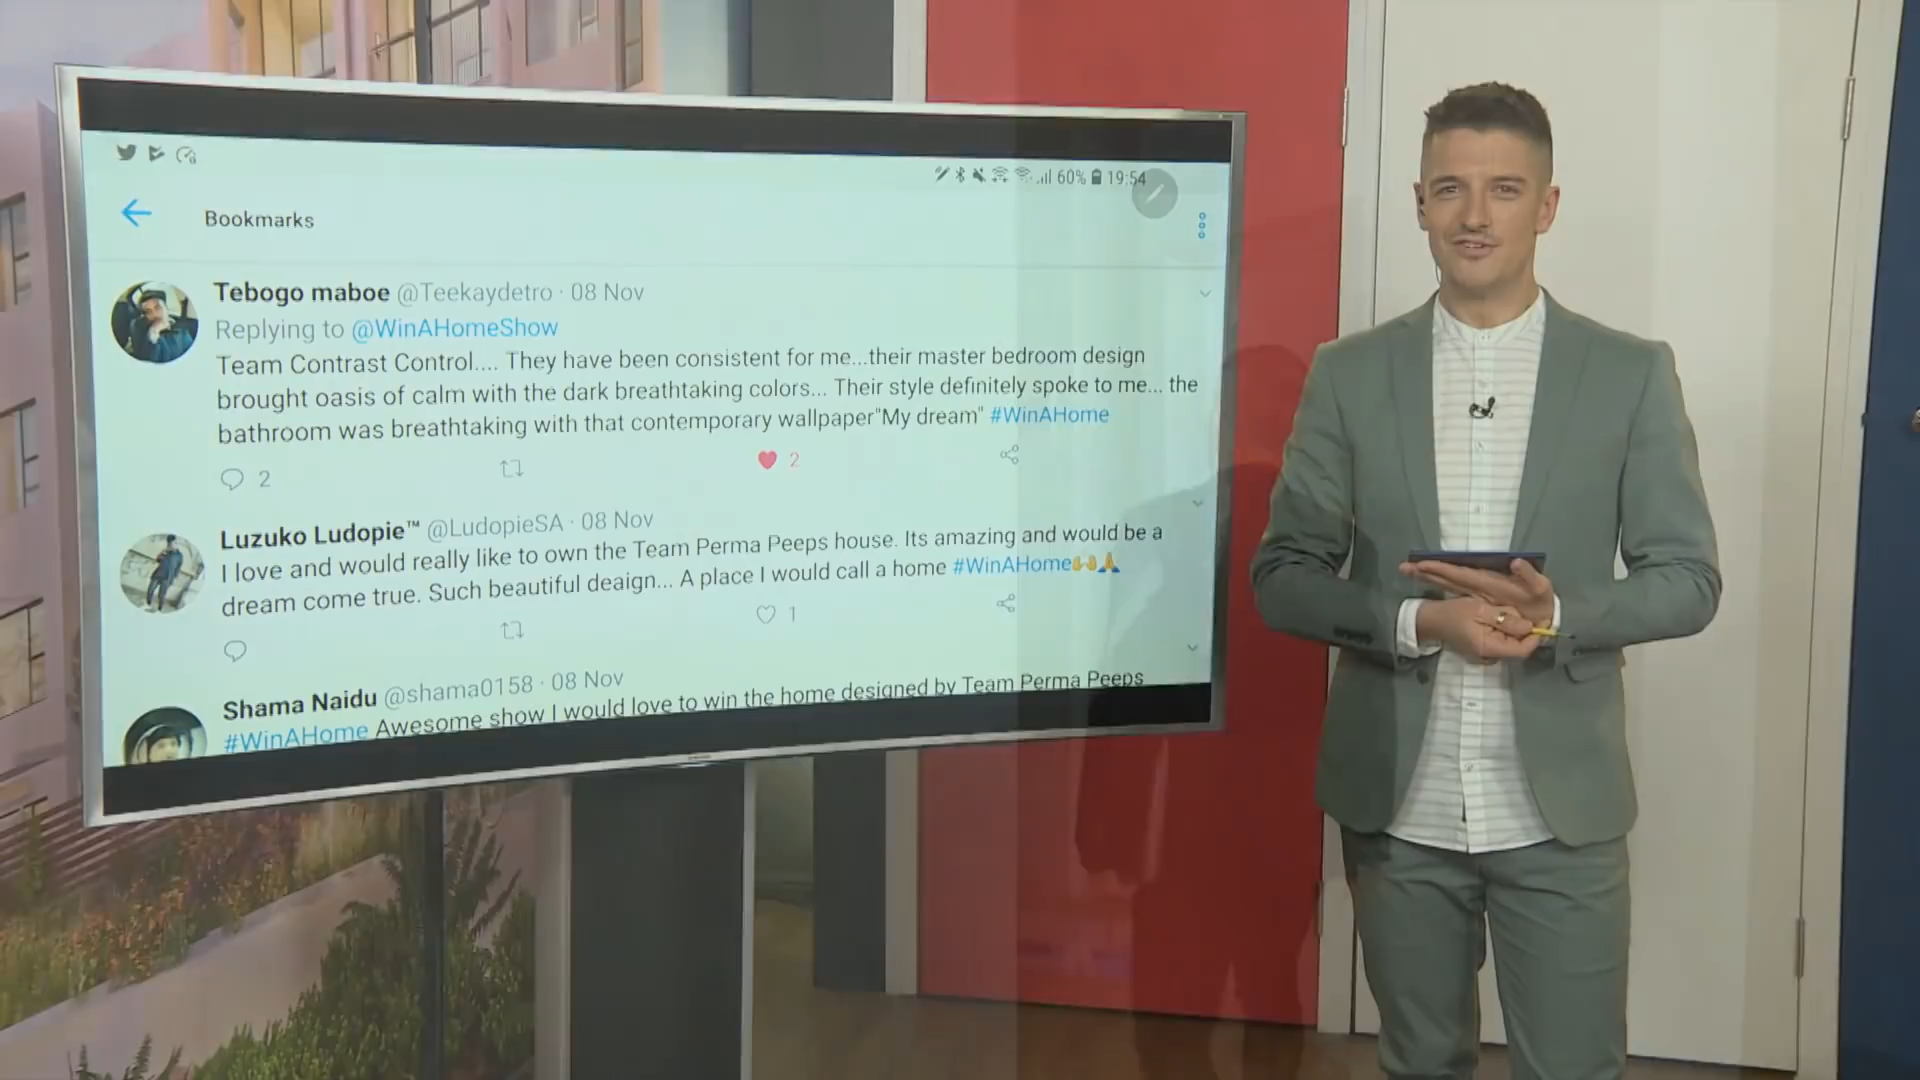 60% 19:54
Bookmarks
Tebogo maboe @Teekaydetro · 08 Nov
Replying to @WinAHomeShow
Team Contrast Control.... They have been consistent for me...their master bedroom design
brought oasis of calm with the dark breathtaking colors... Their style definitely spoke to me... the
bathroom was breathtaking with that contemporary wallpaper"My dream" #WinAHome
2
2
Luzuko Ludopie™ @LudopieSA · 08 Nov
I love and would really like to own the Team Perma Peeps house. Its amazing and would be a
dream come true. Such beautiful deaign... A place I would call a home #WinAHome🙌🙏
1
Shama Naidu @shama0158 · 08 Nov
#WinAHome Awesome show I would love to win the home designed by Team Perma Peeps